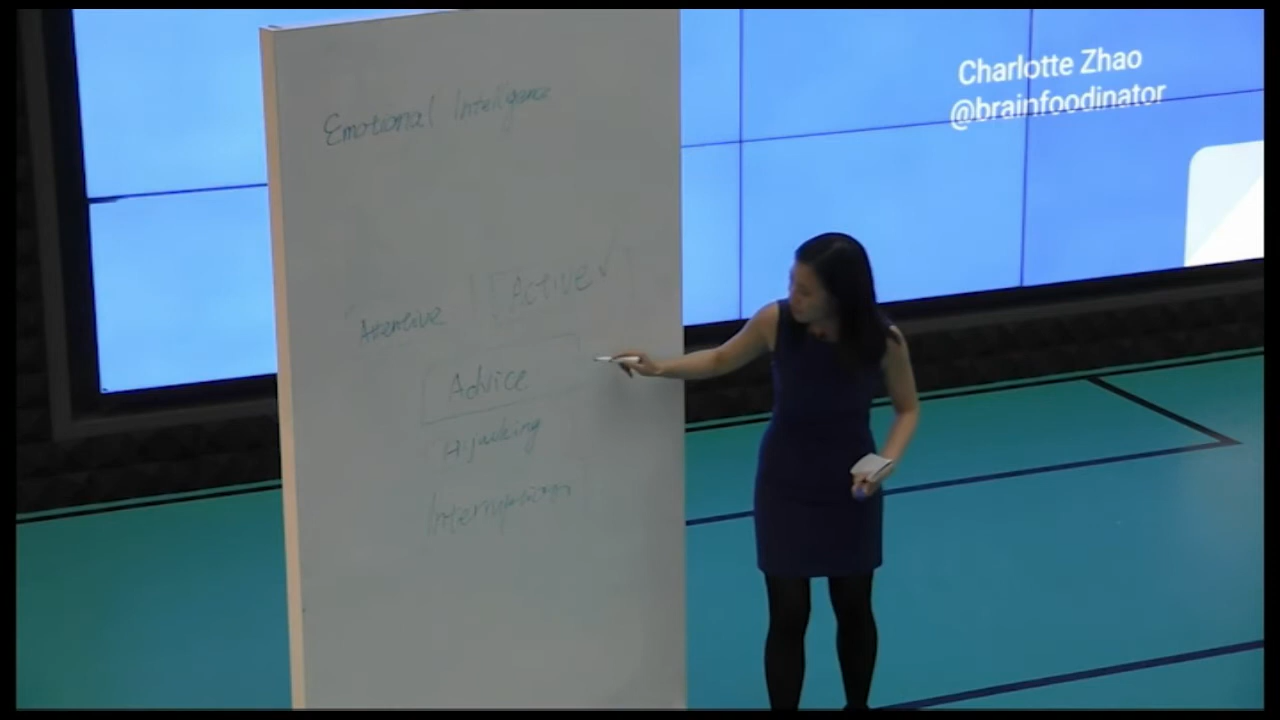 Emotional Intelligence
Attentive
Active ✓
Advice
Hijacking
Interruption
Charlotte Zhao
@brainfoodinator